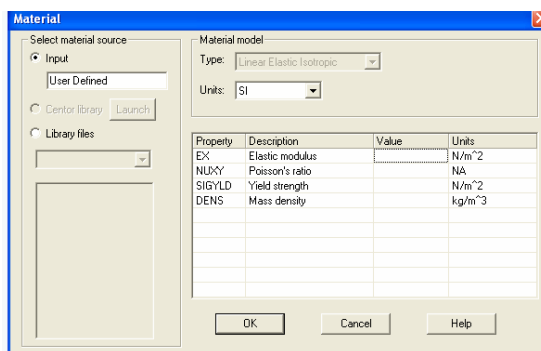 Material
Select material source
Input
User Defined
Centor library Launch
Library files
Material model
Type: Linear Elastic Isotropic
Units: SI
Property Description Value Units
EX Elastic modulus N/m^2
NUXY Poisson's ratio NA
SIGYLD Yield strength N/m^2
DENS Mass density kg/m^3
OK Cancel Help